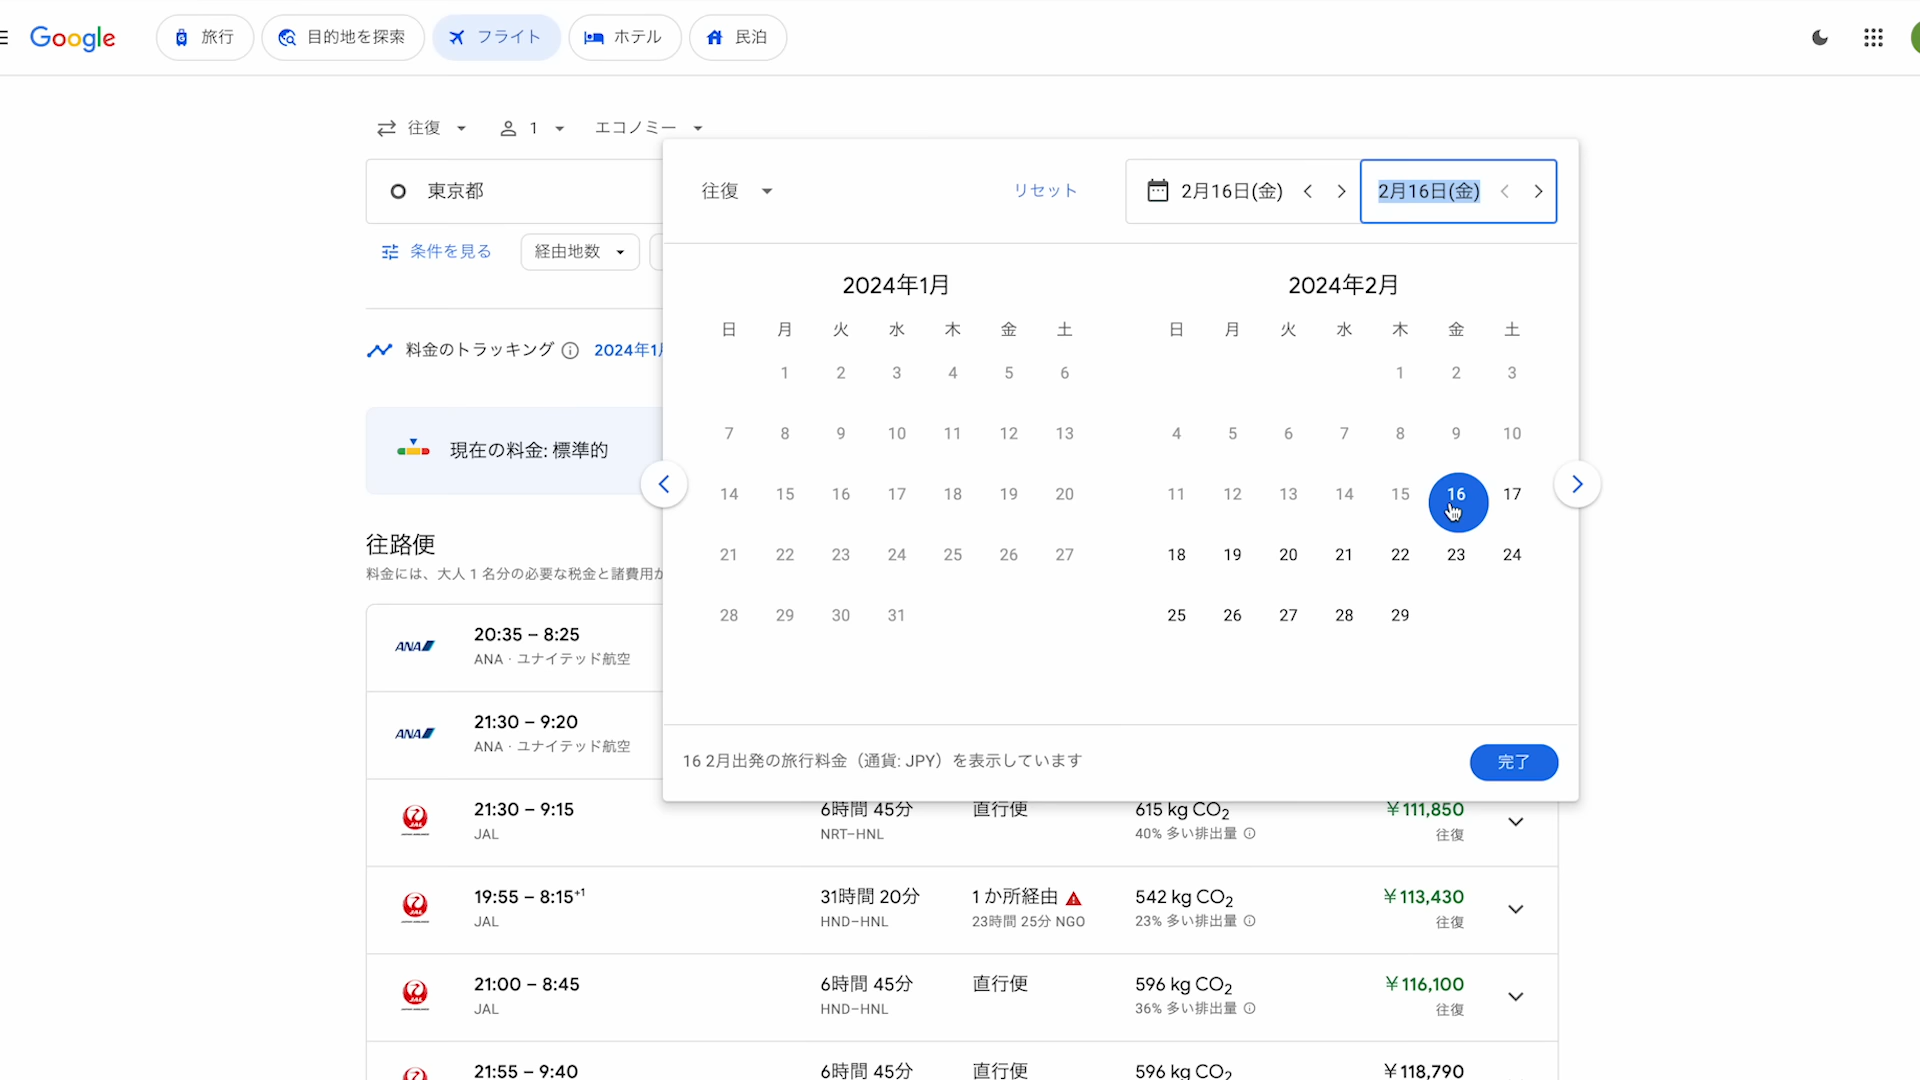 Google
旅行
目的地を探索
フライト
ホテル
民泊
往復
1
エコノミー
東京都
条件を見る
経由地数
料金のトラッキング
2024年1月
現在の料金: 標準的
往復
リセット
2月16日(金)
2月16日(金)
2024年1月
日 月 火 水 木 金 土
1 2 3 4 5 6
7 8 9 10 11 12 13
14 15 16 17 18 19 20
21 22 23 24 25 26 27
28 29 30 31
2024年2月
日 月 火 水 木 金 土
1 2 3
4 5 6 7 8 9 10
11 12 13 14 15 16 17
18 19 20 21 22 23 24
25 26 27 28 29
16 2月出発の旅行料金（通貨: JPY）を表示しています
完了
往路便
料金には、大人 1 名分の必要な税金と諸費用が
ANA
20:35 – 8:25
ANA · ユナイテッド航空
ANA
21:30 – 9:20
ANA · ユナイテッド航空
21:30 – 9:15
JAL
6時間 45分
NRT–HNL
直行便
615 kg CO2
40% 多い排出量
￥111,850
往復
19:55 – 8:15+1
JAL
31時間 20分
HND–HNL
1 か所経由
23時間 25分 NGO
542 kg CO2
23% 多い排出量
￥113,430
往復
21:00 – 8:45
JAL
6時間 45分
HND–HNL
直行便
596 kg CO2
36% 多い排出量
￥116,100
往復
21:55 – 9:40
6時間 45分
直行便
596 kg CO2
￥118,790